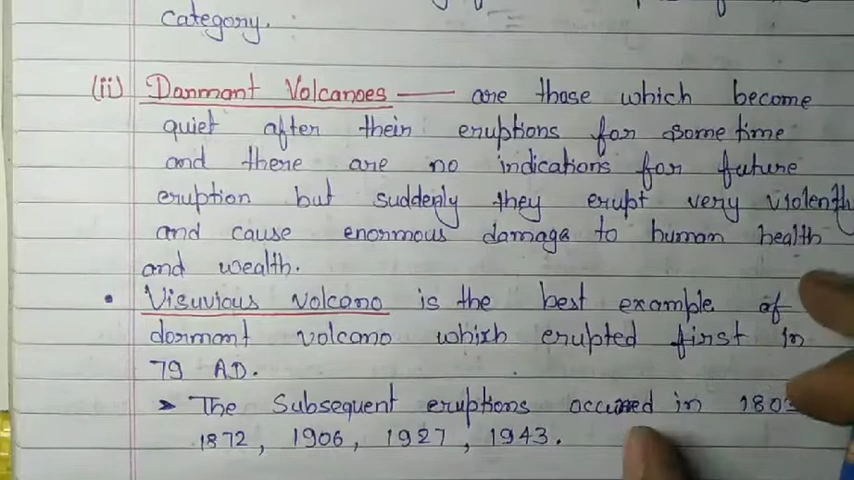 category.
(ii) Danmant Volcanoes — are those which become
quiet after their eruptions for some time
and there are no indications for future
eruption but suddenly they erupt very violently
and cause enormous damage to human health
and wealth.
• Visuvious volcano is the best example of
dormant volcano which erupted first in
79 AD.
➤ The Subsequent eruptions occurred in
1872, 1906, 1927, 1943.